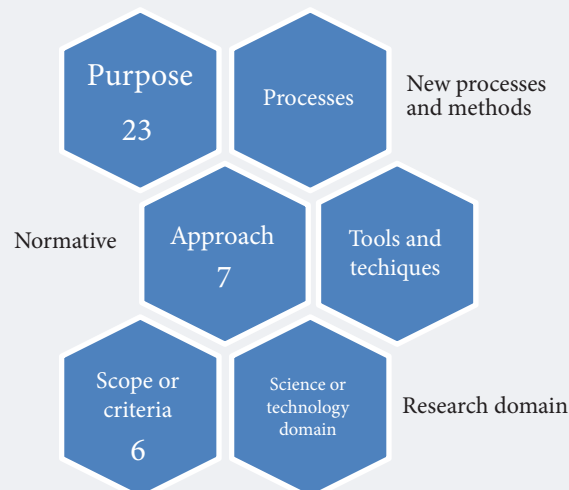 Purpose
23
Processes
New processes
and methods
Normative
Approach
7
Tools and
techiques
Scope or
criteria
6
Science or
technology
domain
Research domain